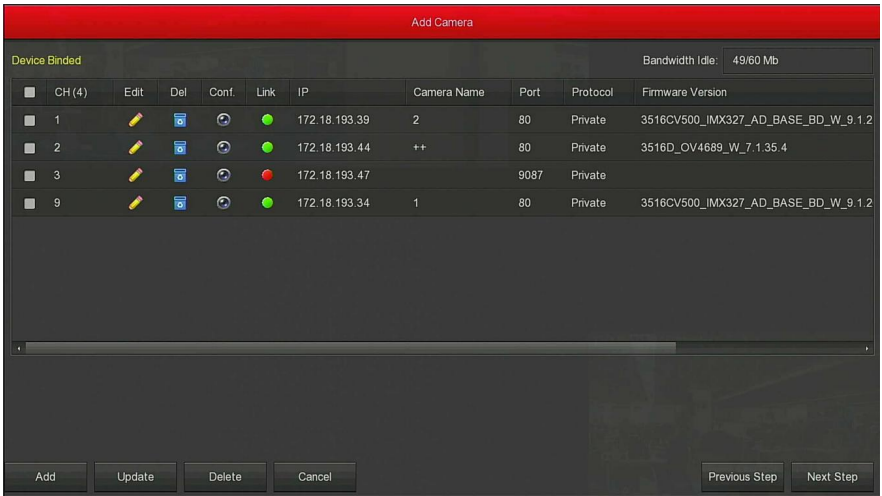 Add Camera
Device Binded Bandwidth Idle: 49/60 Mb
CH (4) Edit Del Conf. Link IP Camera Name Port Protocol Firmware Version
1 172.18.193.39 2 80 Private 3516CV500_IMX327_AD_BASE_BD_W_9.1.2
2 172.18.193.44 ++ 80 Private 3516D_OV4689_W_7.1.35.4
3 172.18.193.47 9087 Private
9 172.18.193.34 1 80 Private 3516CV500_IMX327_AD_BASE_BD_W_9.1.2
Add Update Delete Cancel Previous Step Next Step